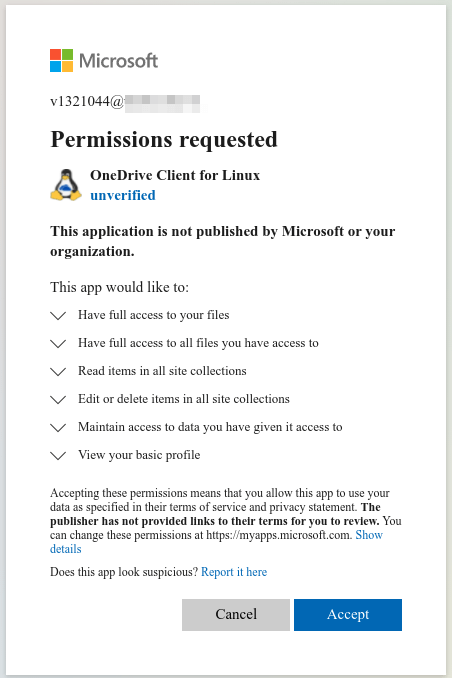 Microsoft
v1321044@
Permissions requested
OneDrive Client for Linux
unverified
This application is not published by Microsoft or your
organization.
This app would like to:
Have full access to your files
Have full access to all files you have access to
Read items in all site collections
Edit or delete items in all site collections
Maintain access to data you have given it access to
View your basic profile
Accepting these permissions means that you allow this app to use your
data as specified in their terms of service and privacy statement. The
publisher has not provided links to their terms for you to review. You
can change these permissions at https://myapps.microsoft.com. Show
details
Does this app look suspicious? Report it here
Cancel Accept